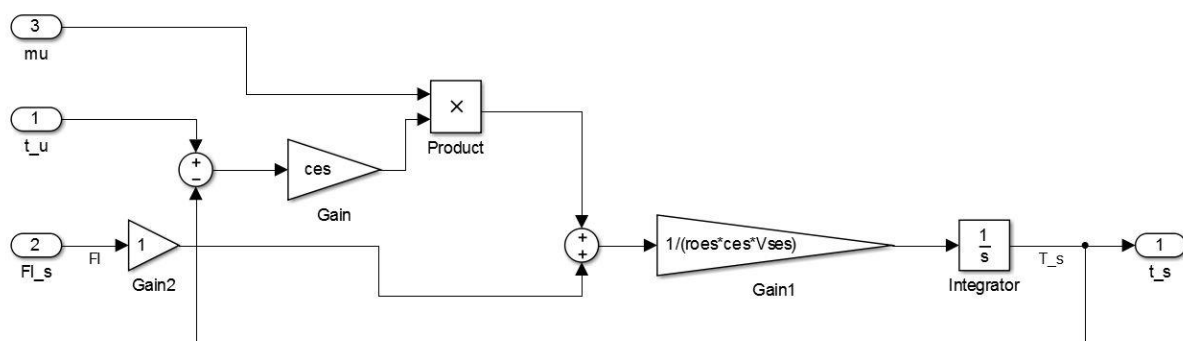 3
mu
×
Product
1
t_u
+
−
ces
Gain
2
Fl_s
Fl
1
Gain2
+
+
1/(roes*ces*Vses)
Gain1
1
s
Integrator
T_s
1
t_s